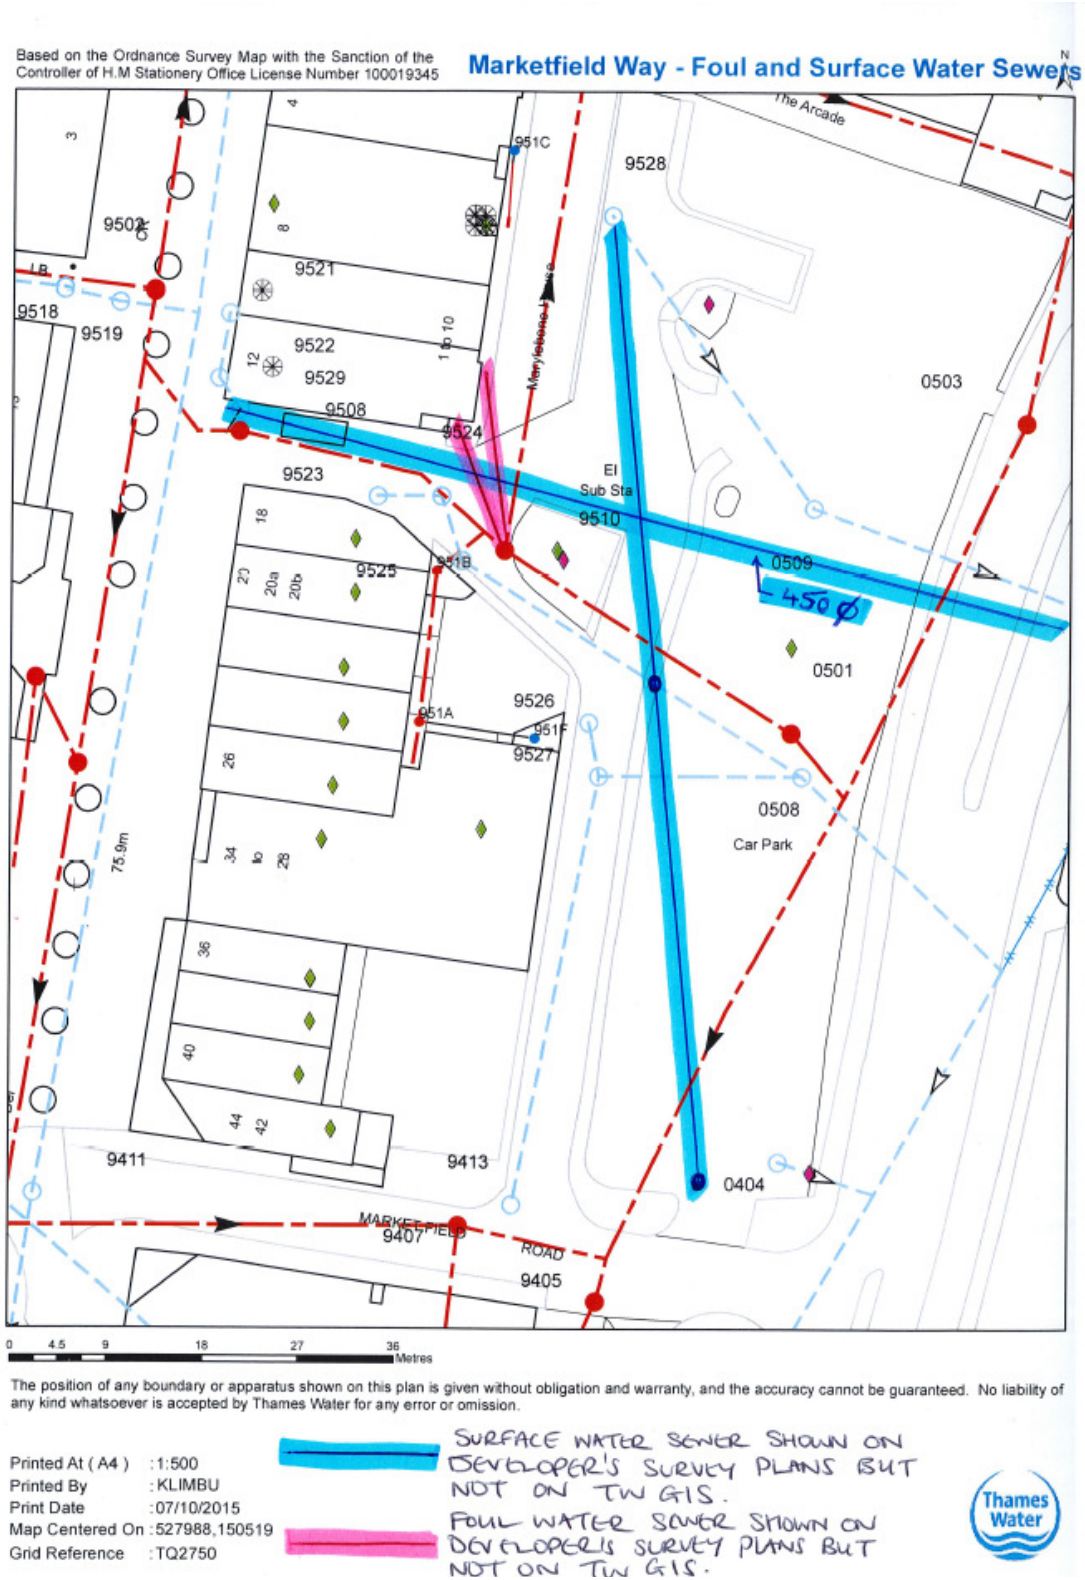 Based on the Ordnance Survey Map with the Sanction of the
Controller of H.M Stationery Office License Number 100019345
Marketfield Way - Foul and Surface Water Sewers
N
The Arcade
4
3
951C
9528
9502
8
LB
9521
9518
9519
9522
1 to 10
Marylebone House
12
9529
0503
9508
9524
9523
El
Sub Sta
9510
18
951B
9525
0509
20
20a
20b
450 Ø
0501
9526
951A
951F
9527
26
0508
Car Park
75.9m
34
to
28
36
40
44
42
9411
9413
0404
MARKETFIELD
9407
ROAD
9405
0 4.5 9 18 27 36
Metres
The position of any boundary or apparatus shown on this plan is given without obligation and warranty, and the accuracy cannot be guaranteed. No liability of
any kind whatsoever is accepted by Thames Water for any error or omission.
SURFACE WATER SEWER SHOWN ON
DEVELOPER'S SURVEY PLANS BUT
NOT ON TW GIS.
FOUL WATER SEWER SHOWN ON
DEVELOPER'S SURVEY PLANS BUT
NOT ON TW GIS.
Printed At ( A4 ) :1:500
Printed By :KLIMBU
Print Date :07/10/2015
Map Centered On :527988,150519
Grid Reference :TQ2750
Thames
Water